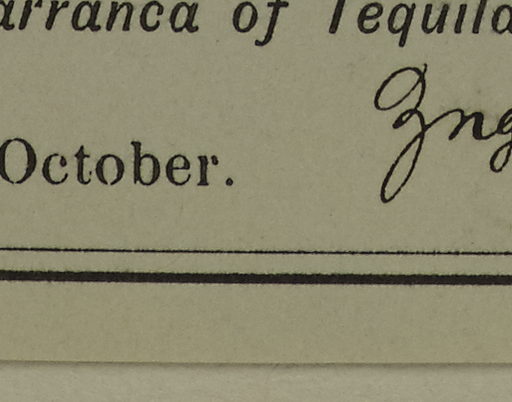 arranca of Tequila
October.